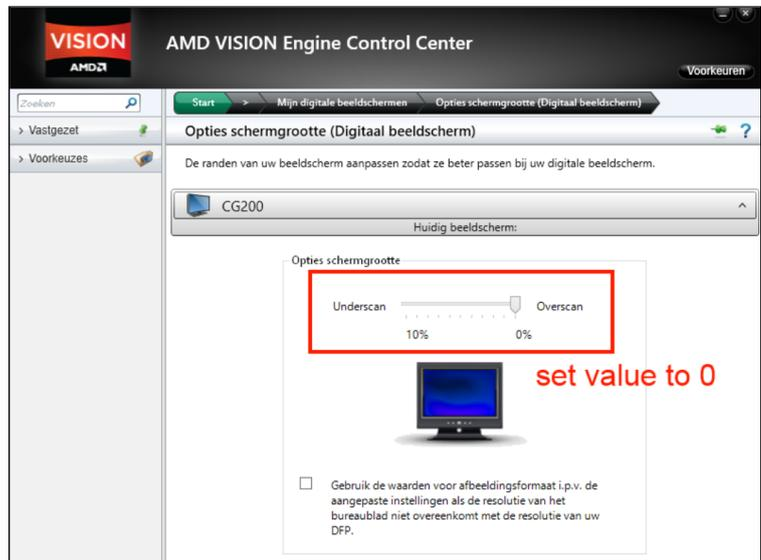 VISION
AMD
AMD VISION Engine Control Center
Voorkeuren
Zoeken
Start > Mijn digitale beeldschermen Opties schermgrootte (Digitaal beeldscherm)
> Vastgezet
Opties schermgrootte (Digitaal beeldscherm)
?
> Voorkeuzes
De randen van uw beeldscherm aanpassen zodat ze beter passen bij uw digitale beeldscherm.
CG200
Huidig beeldscherm:
Opties schermgrootte
Underscan Overscan
10% 0%
set value to 0
Gebruik de waarden voor afbeeldingsformaat i.p.v. de
aangepaste instellingen als de resolutie van het
bureaublad niet overeenkomt met de resolutie van uw
DFP.